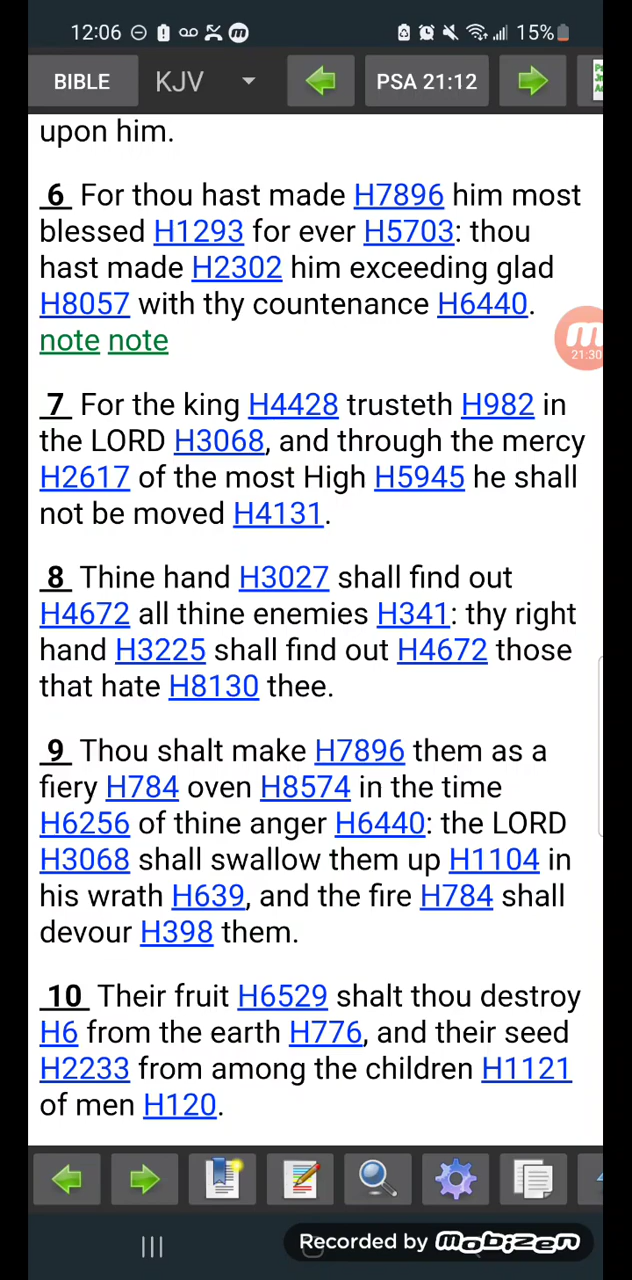 12:06 15%
BIBLE KJV PSA 21:12
upon him.
6 For thou hast made H7896 him most
blessed H1293 for ever H5703: thou
hast made H2302 him exceeding glad
H8057 with thy countenance H6440.
note note
21:30
7 For the king H4428 trusteth H982 in
the LORD H3068, and through the mercy
H2617 of the most High H5945 he shall
not be moved H4131.
8 Thine hand H3027 shall find out
H4672 all thine enemies H341: thy right
hand H3225 shall find out H4672 those
that hate H8130 thee.
9 Thou shalt make H7896 them as a
fiery H784 oven H8574 in the time
H6256 of thine anger H6440: the LORD
H3068 shall swallow them up H1104 in
his wrath H639, and the fire H784 shall
devour H398 them.
10 Their fruit H6529 shalt thou destroy
H6 from the earth H776, and their seed
H2233 from among the children H1121
of men H120.
Recorded by mobizen